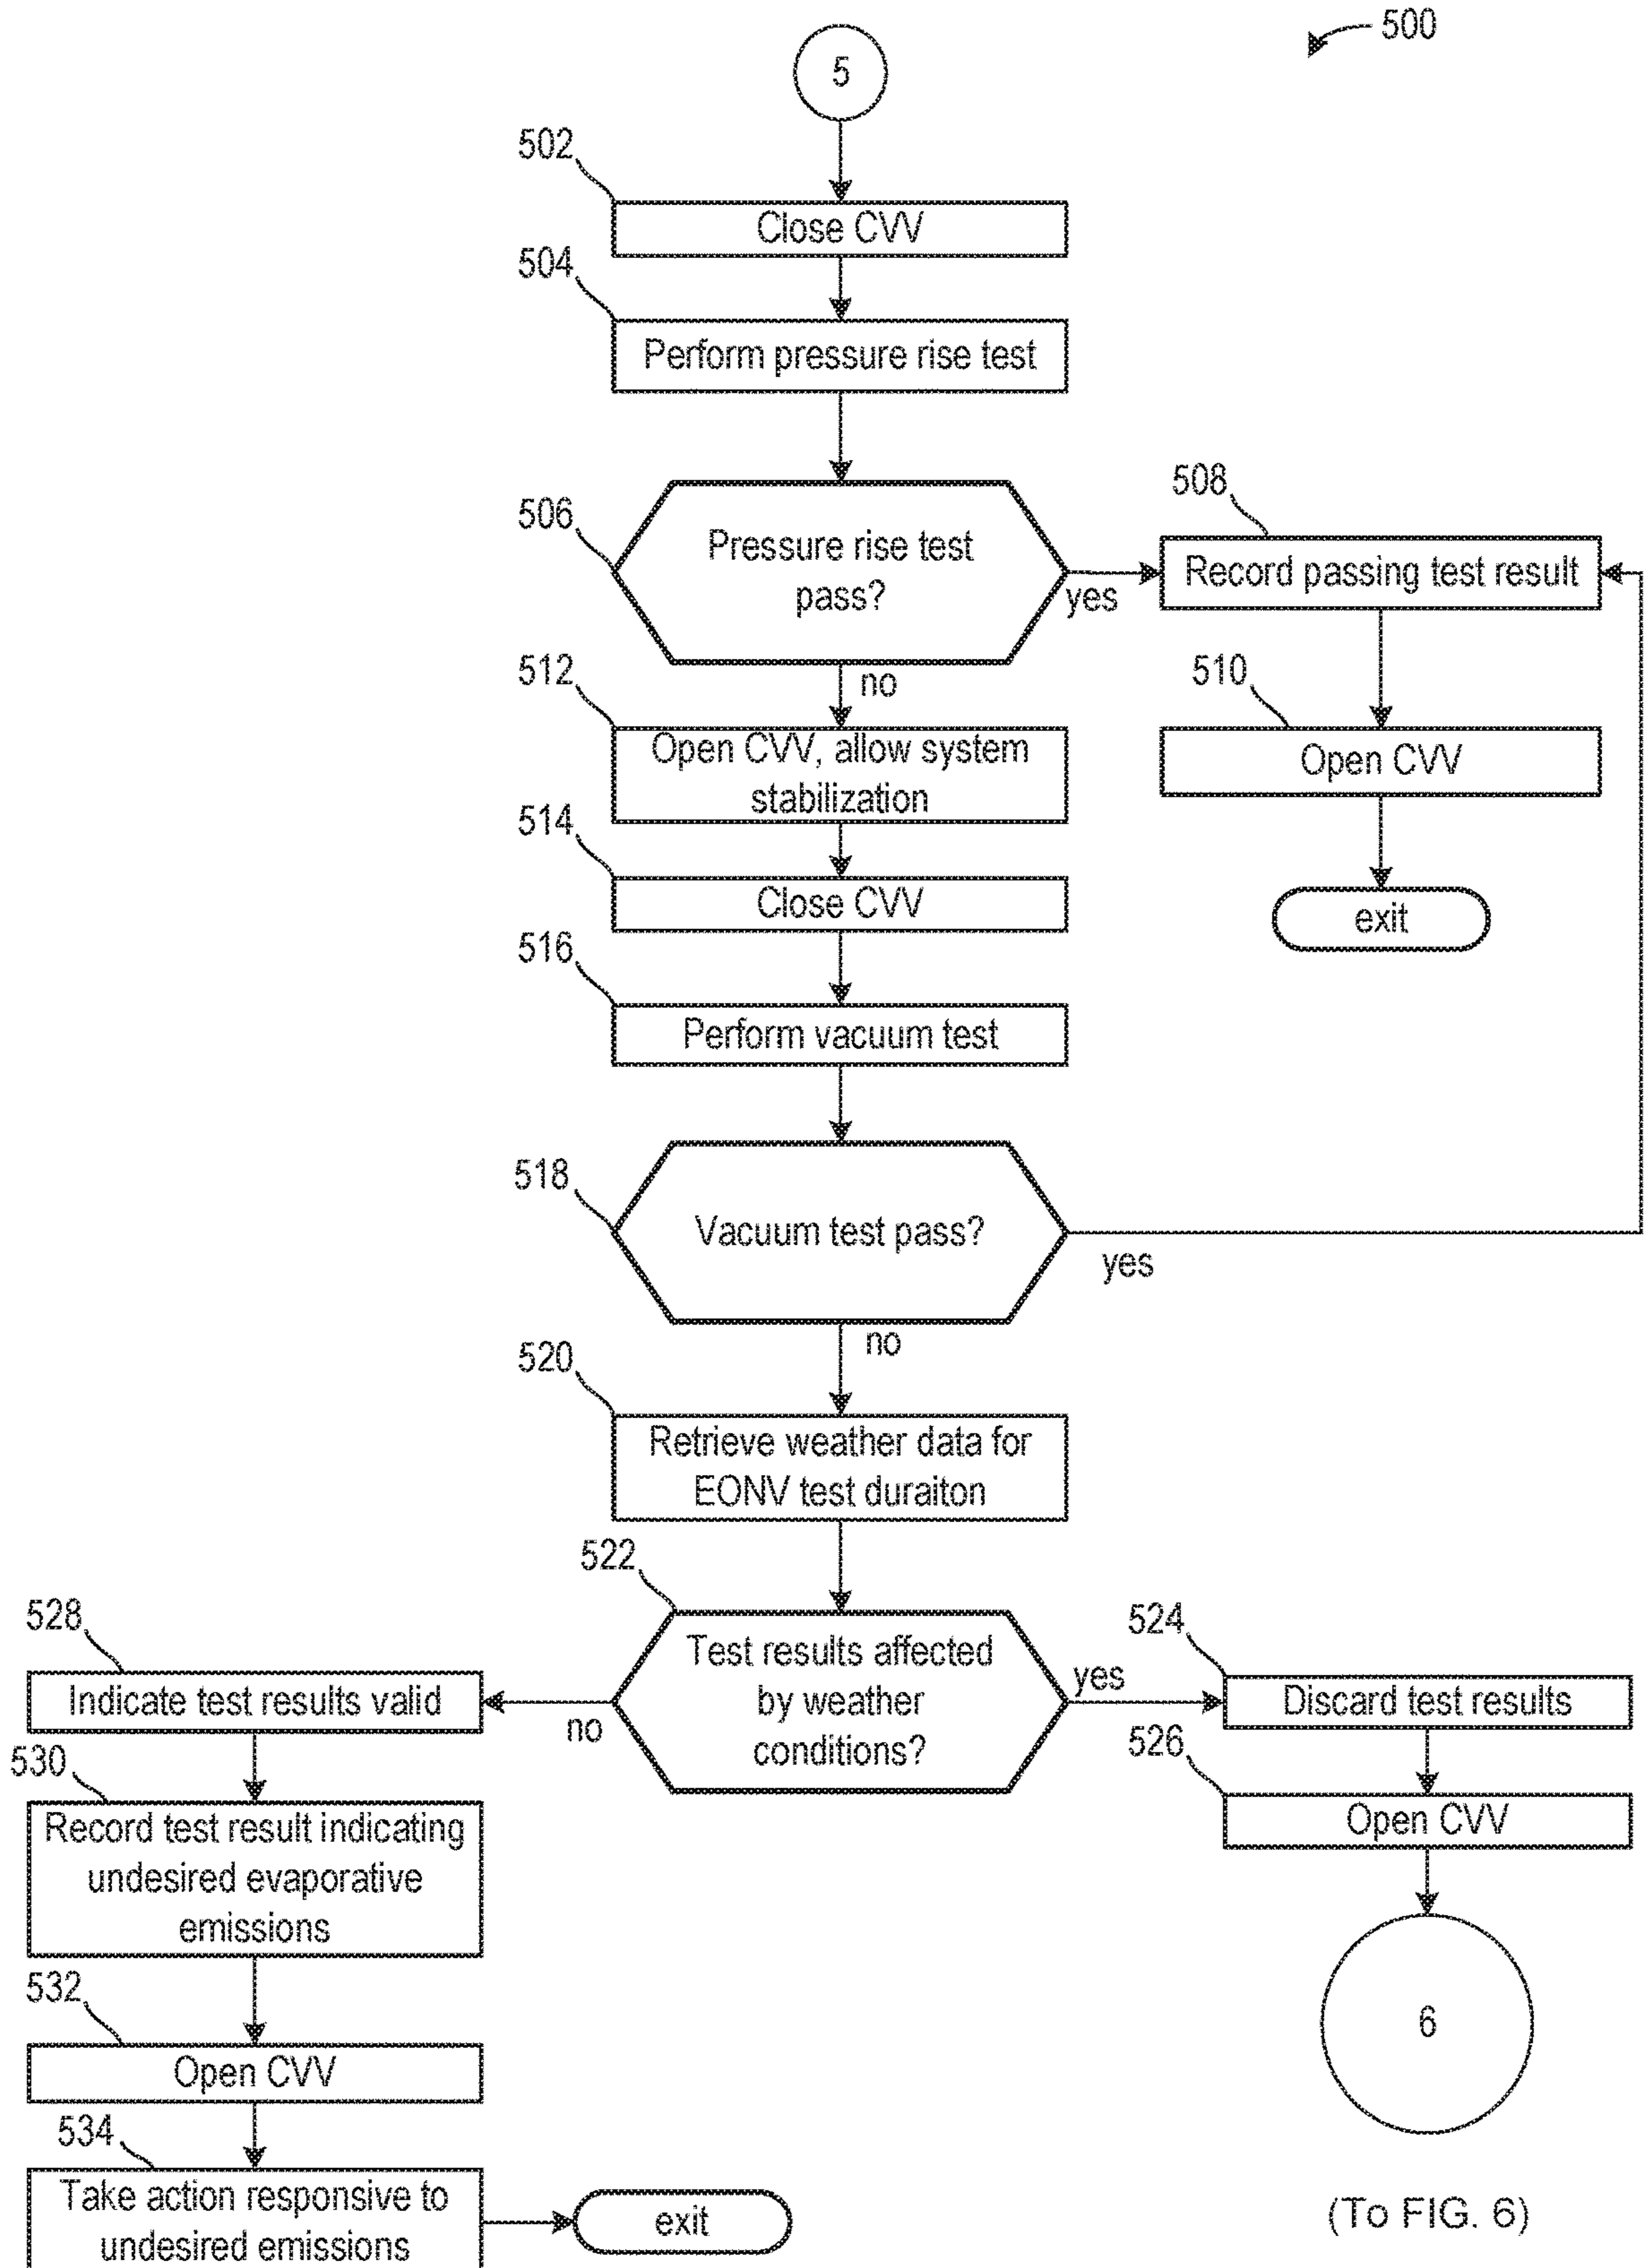 500
5
502
Close CVV
504
Perform pressure rise test
506
Pressure rise test
pass?
yes
no
508
Record passing test result
510
Open CVV
exit
512
Open CVV, allow system
stabilization
514
Close CVV
516
Perform vacuum test
518
Vacuum test pass?
yes
no
520
Retrieve weather data for
EONV test duraiton
522
Test results affected
by weather
conditions?
yes
no
524
Discard test results
526
Open CVV
6
(To FIG. 6)
528
Indicate test results valid
530
Record test result indicating
undesired evaporative
emissions
532
Open CVV
534
Take action responsive to
undesired emissions
exit